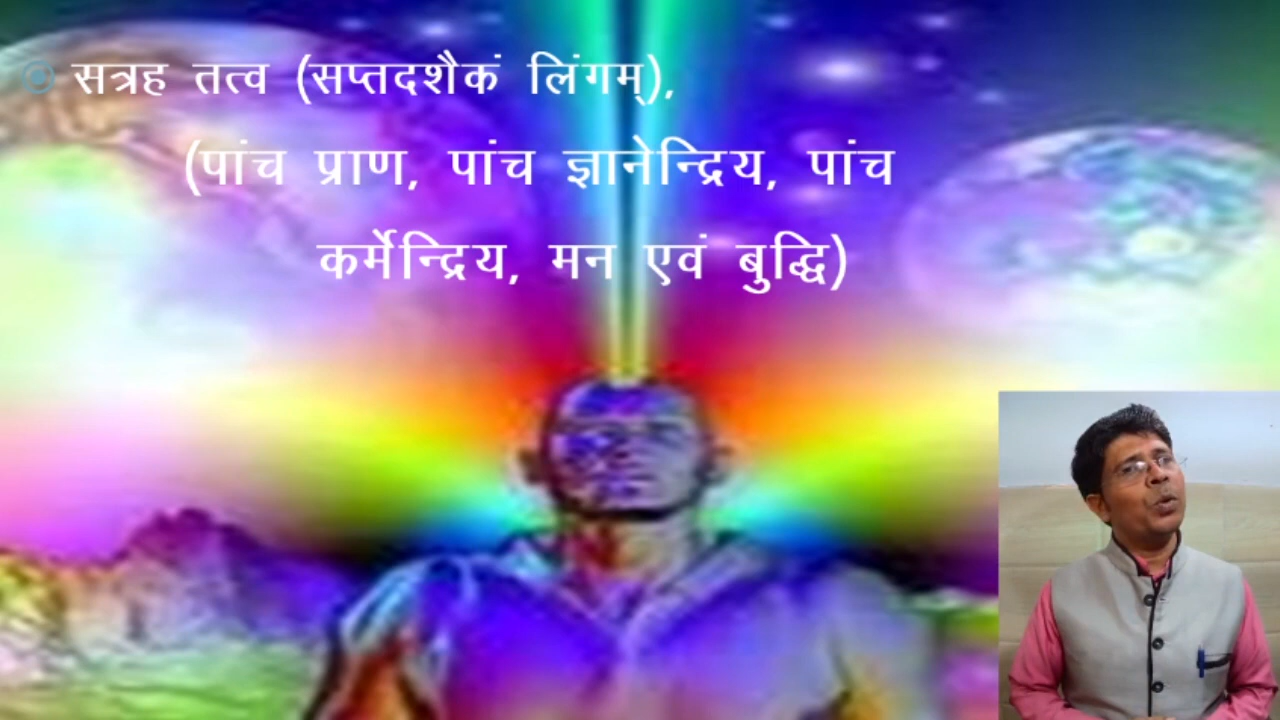 सत्रह तत्व (सप्तदशैकं लिंगम्),
(पांच प्राण, पांच ज्ञानेन्द्रिय, पांच
कर्मेन्द्रिय, मन एवं बुद्धि)